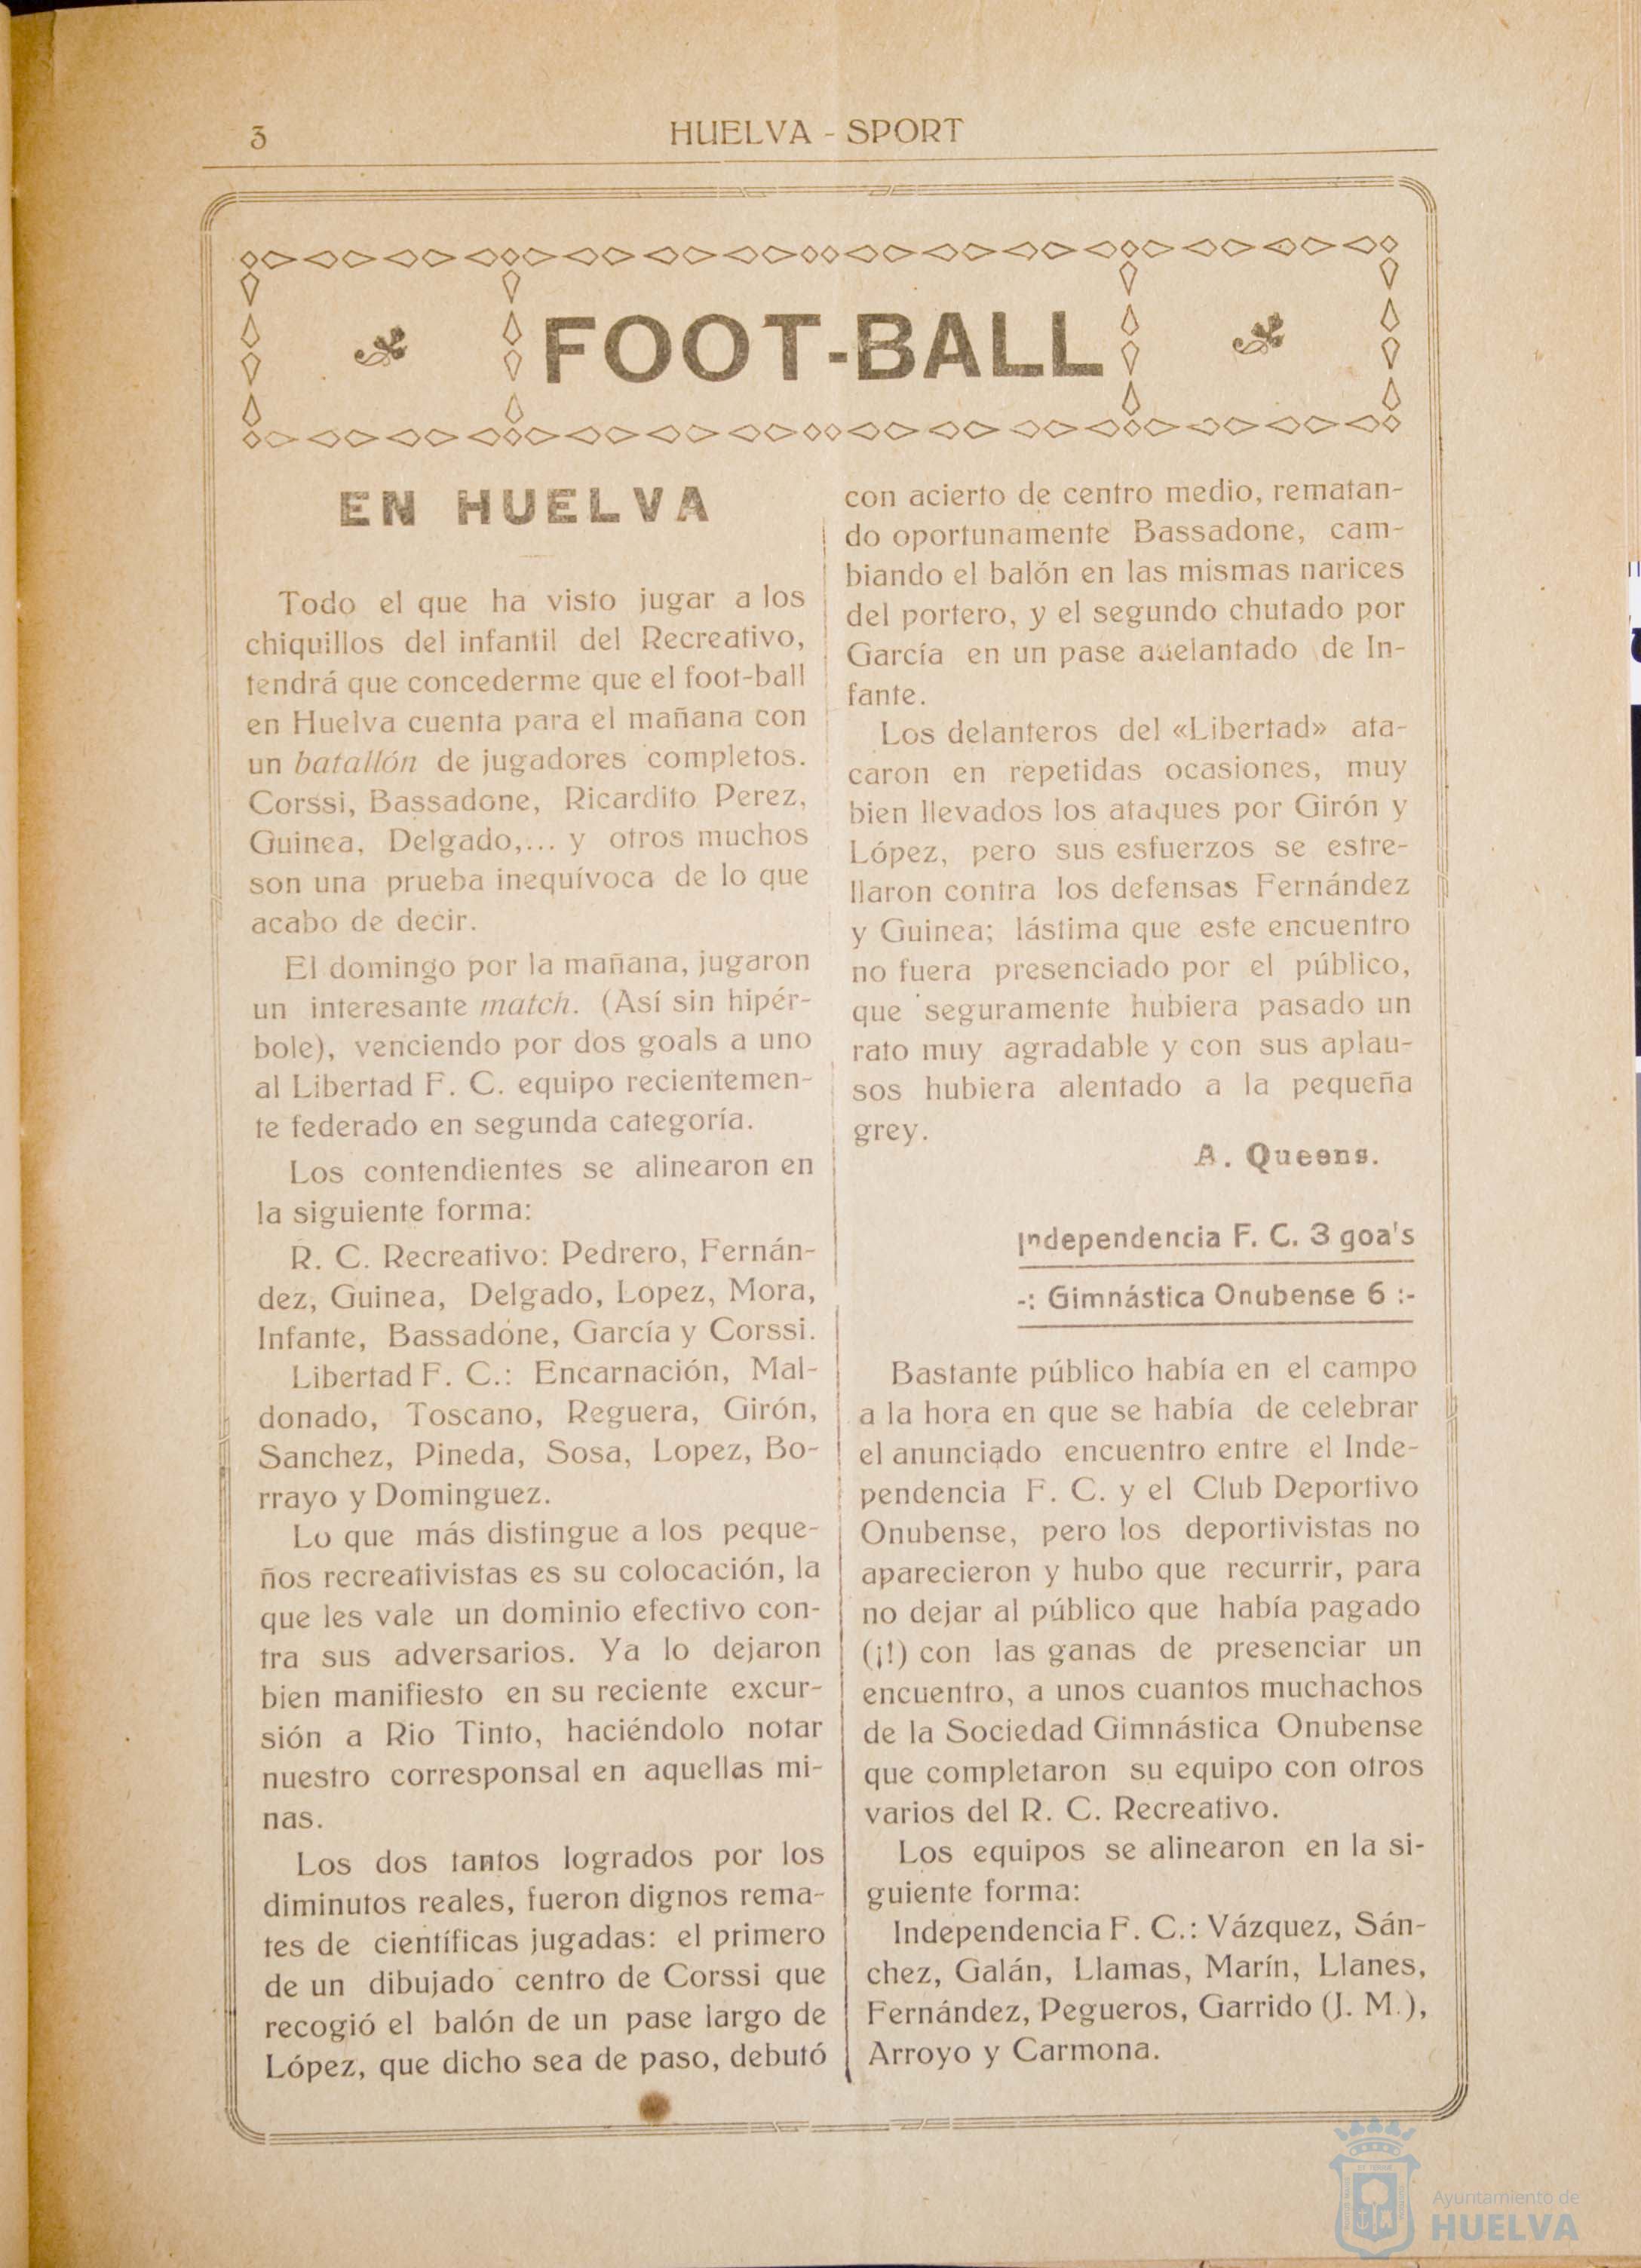 3
HUELVA - SPORT
FOOT-BALL
EN HUELVA
Todo el que ha visto jugar a los
chiquillos del infantil del Recreativo,
tendrá que concederme que el foot-ball
en Huelva cuenta para el mañana con
un batallón de jugadores completos.
Corssi, Bassadone, Ricardito Perez,
Guinea, Delgado,... y otros muchos
son una prueba inequívoca de lo que
acabo de decir.
El domingo por la mañana, jugaron
un interesante match. (Así sin hipér-
bole), venciendo por dos goals a uno
al Libertad F. C. equipo recientemen-
te federado en segunda categoría.
Los contendientes se alinearon en
la siguiente forma:
R. C. Recreativo: Pedrero, Fernán-
dez, Guinea, Delgado, Lopez, Mora,
Infante, Bassadone, García y Corssi.
Libertad F. C.: Encarnación, Mal-
donado, Toscano, Reguera, Girón,
Sanchez, Pineda, Sosa, Lopez, Bo-
rrayo y Dominguez.
Lo que más distingue a los peque-
ños recreativistas es su colocación, la
que les vale un dominio efectivo con-
tra sus adversarios. Ya lo dejaron
bien manifiesto en su reciente excur-
sión a Rio Tinto, haciéndolo notar
nuestro corresponsal en aquellas mi-
nas.
Los dos tantos logrados por los
diminutos reales, fueron dignos rema-
tes de científicas jugadas: el primero
de un dibujado centro de Corssi que
recogió el balón de un pase largo de
López, que dicho sea de paso, debutó
con acierto de centro medio, rematan-
do oportunamente Bassadone, cam-
biando el balón en las mismas narices
del portero, y el segundo chutado por
García en un pase adelantado de In-
fante.
Los delanteros del «Libertad» ata-
caron en repetidas ocasiones, muy
bien llevados los ataques por Girón y
López, pero sus esfuerzos se estre-
llaron contra los defensas Fernández
y Guinea; lástima que este encuentro
no fuera presenciado por el público,
que seguramente hubiera pasado un
rato muy agradable y con sus aplau-
sos hubiera alentado a la pequeña
grey.
A. Queens.
Independencia F. C. 3 goa's
-: Gimnástica Onubense 6 :-
Bastante público había en el campo
a la hora en que se había de celebrar
el anunciado encuentro entre el Inde-
pendencia F. C. y el Club Deportivo
Onubense, pero los deportivistas no
aparecieron y hubo que recurrir, para
no dejar al público que había pagado
(¡!) con las ganas de presenciar un
encuentro, a unos cuantos muchachos
de la Sociedad Gimnástica Onubense
que completaron su equipo con otros
varios del R. C. Recreativo.
Los equipos se alinearon en la si-
guiente forma:
Independencia F. C.: Vázquez, Sán-
chez, Galán, Llamas, Marín, Llanes,
Fernández, Pegueros, Garrido (J. M.),
Arroyo y Carmona.
Ayuntamiento de
HUELVA